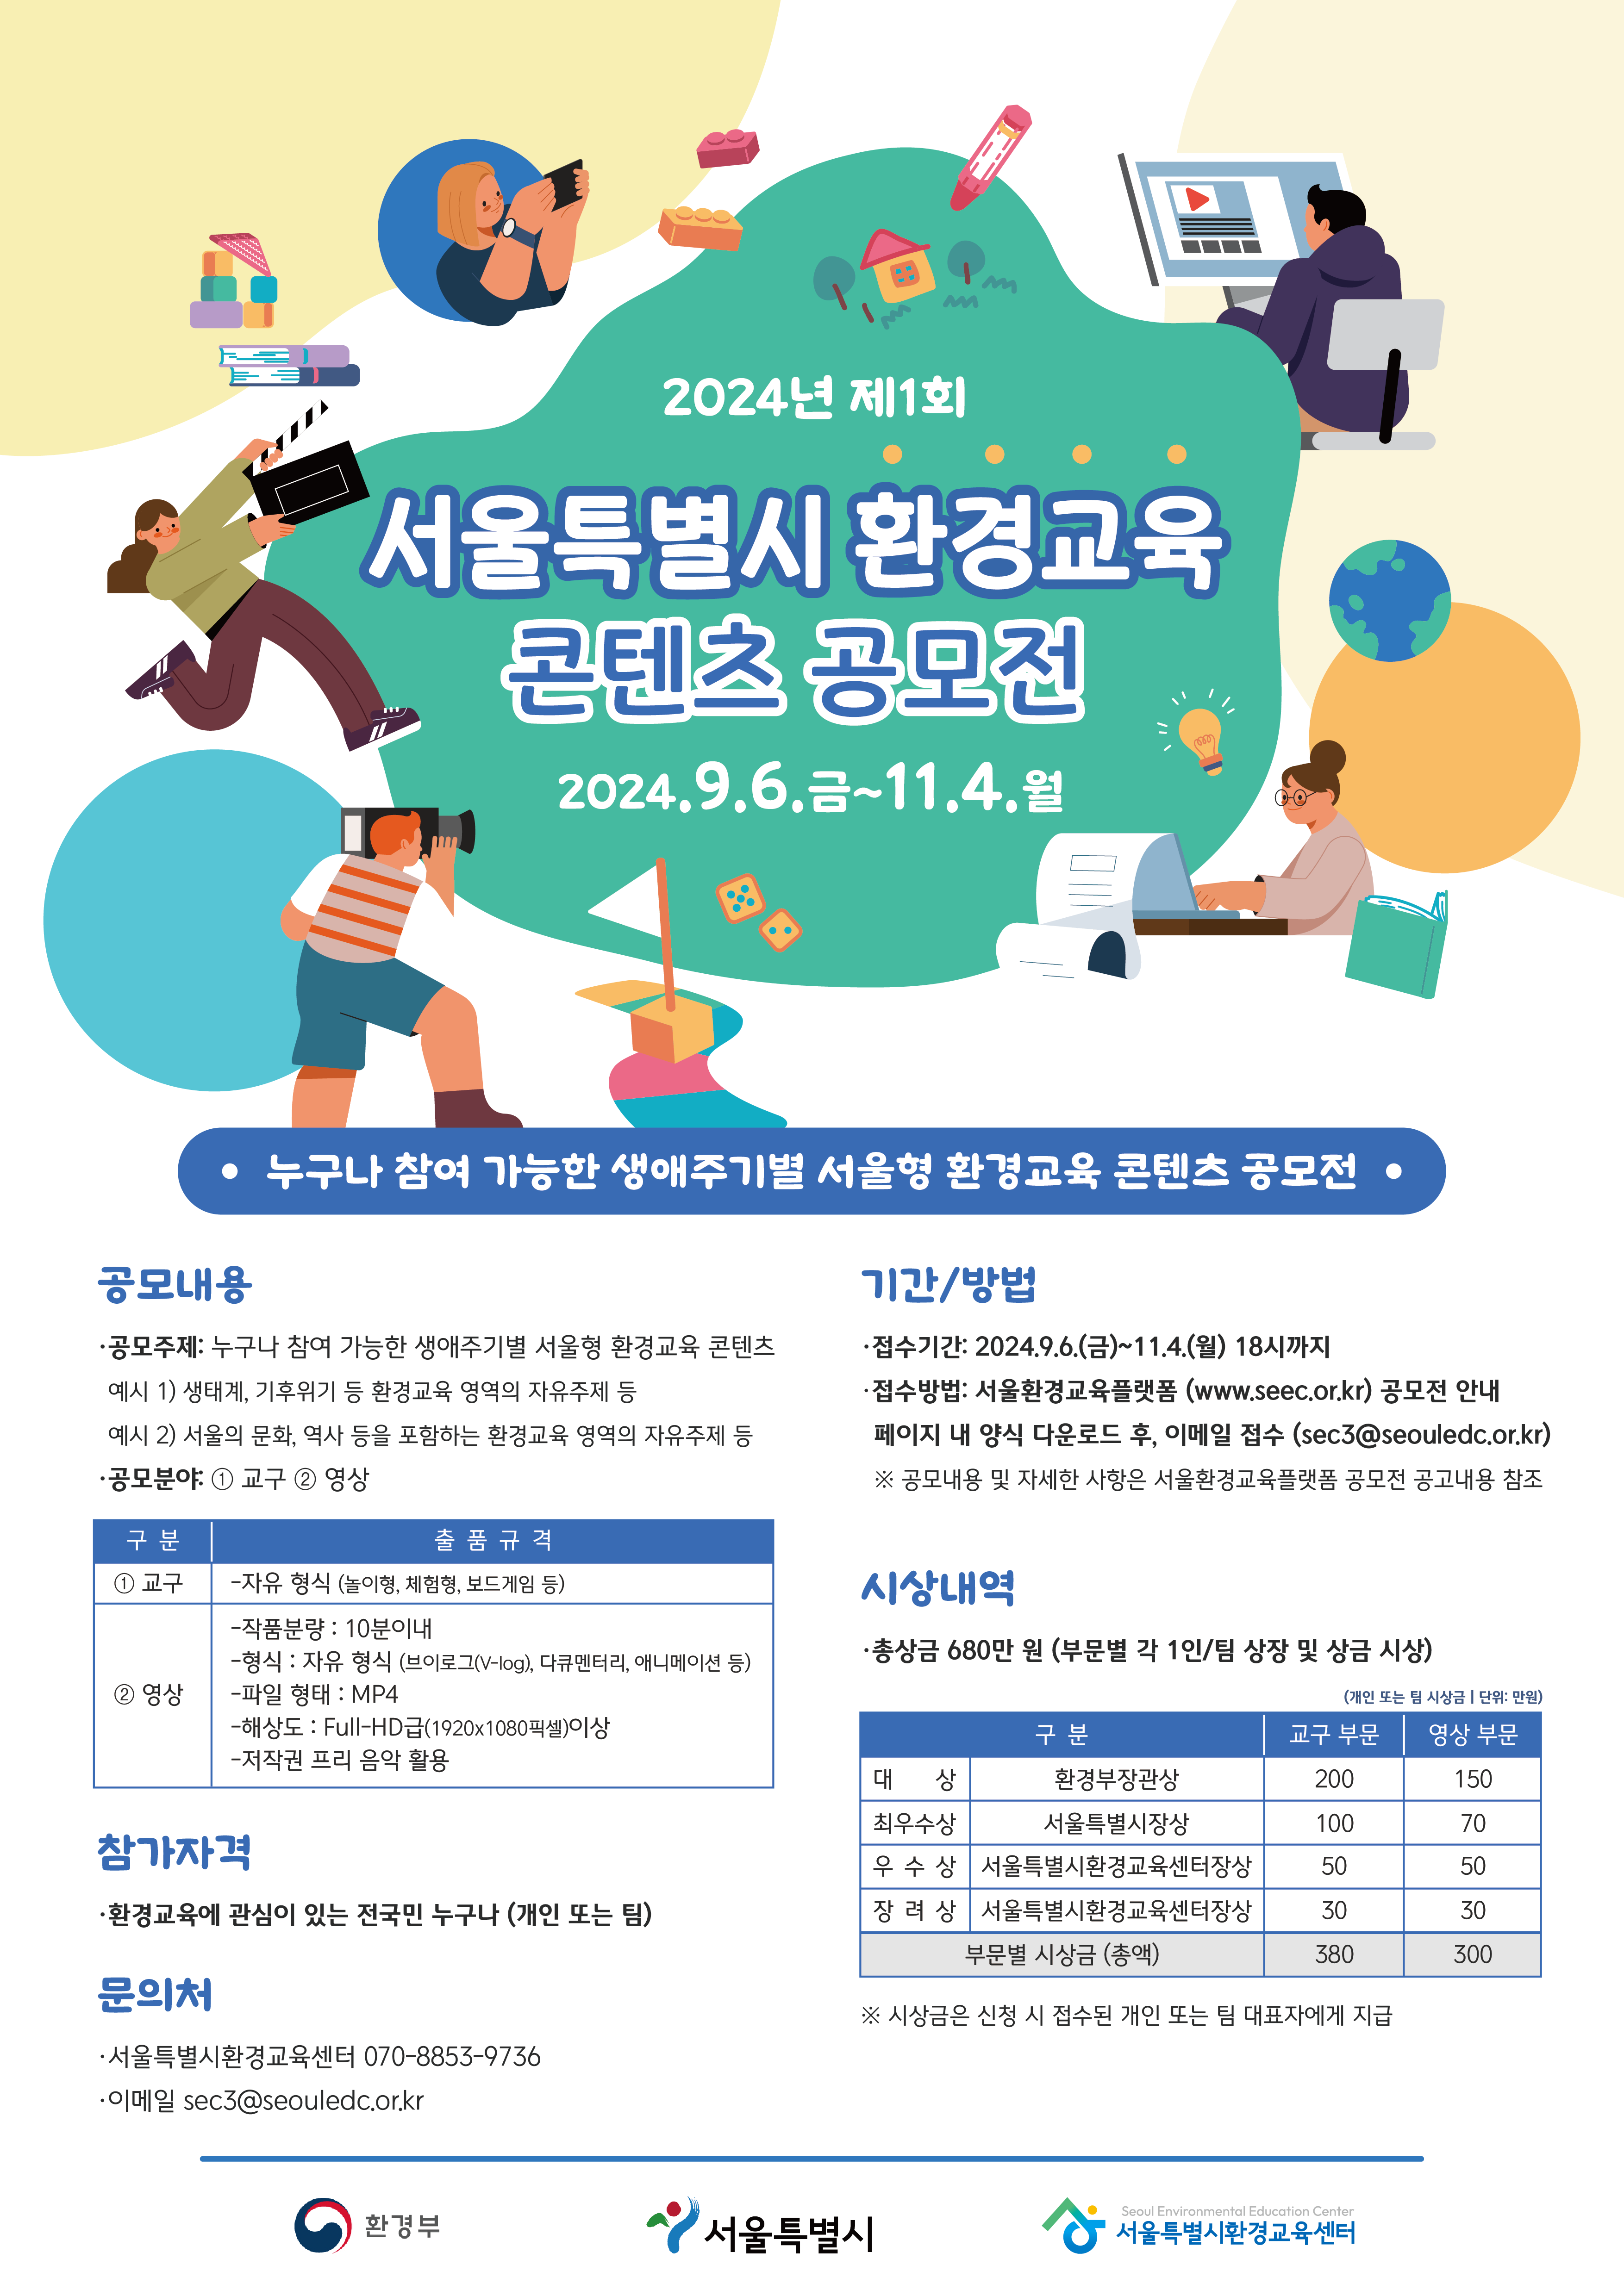 2024년 제1회
서울특별시 환경교육
콘텐츠 공모전
2024.9.6.금~11.4.월
• 누구나 참여 가능한 생애주기별 서울형 환경교육 콘텐츠 공모전 •
공모내용
·공모주제: 누구나 참여 가능한 생애주기별 서울형 환경교육 콘텐츠
예시 1) 생태계, 기후위기 등 환경교육 영역의 자유주제 등
예시 2) 서울의 문화, 역사 등을 포함하는 환경교육 영역의 자유주제 등
·공모분야: ① 교구 ② 영상
구 분 출 품 규 격
① 교구 -자유 형식 (놀이형, 체험형, 보드게임 등)
② 영상
-작품분량 : 10분이내
-형식 : 자유 형식 (브이로그(V-log), 다큐멘터리, 애니메이션 등)
-파일 형태 : MP4
-해상도 : Full-HD급(1920x1080픽셀)이상
-저작권 프리 음악 활용
참가자격
·환경교육에 관심이 있는 전국민 누구나 (개인 또는 팀)
문의처
·서울특별시환경교육센터 070-8853-9736
·이메일 sec3@seouledc.or.kr
기간/방법
·접수기간: 2024.9.6.(금)~11.4.(월) 18시까지
·접수방법: 서울환경교육플랫폼 (www.seec.or.kr) 공모전 안내
페이지 내 양식 다운로드 후, 이메일 접수 (sec3@seouledc.or.kr)
※ 공모내용 및 자세한 사항은 서울환경교육플랫폼 공모전 공고내용 참조
시상내역
·총상금 680만 원 (부문별 각 1인/팀 상장 및 상금 시상)
(개인 또는 팀 시상금 | 단위: 만원)
구 분 교구 부문 영상 부문
대 상 환경부장관상 200 150
최우수상 서울특별시장상 100 70
우 수 상 서울특별시환경교육센터장상 50 50
장 려 상 서울특별시환경교육센터장상 30 30
부문별 시상금 (총액) 380 300
※ 시상금은 신청 시 접수된 개인 또는 팀 대표자에게 지급
환경부
서울특별시
Seoul Environmental Education Center
서울특별시환경교육센터